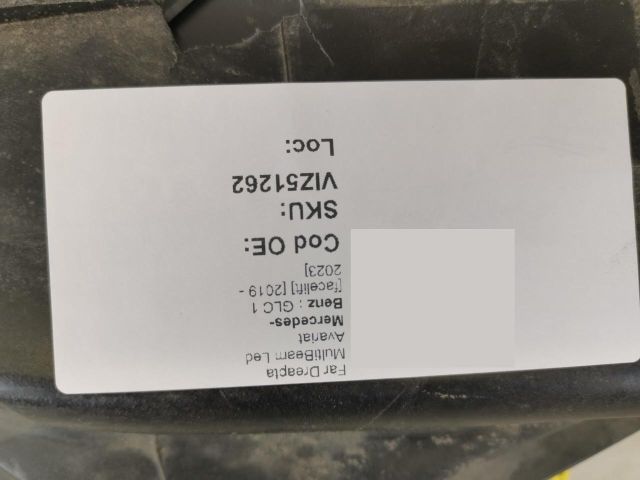 Far Dreapta
MultiBeam Led
Avariat
Mercedes-
Benz : GLC 1
[facelift] [2019 -
2023]
Cod OE:
SKU:
VIZ51262
Loc: